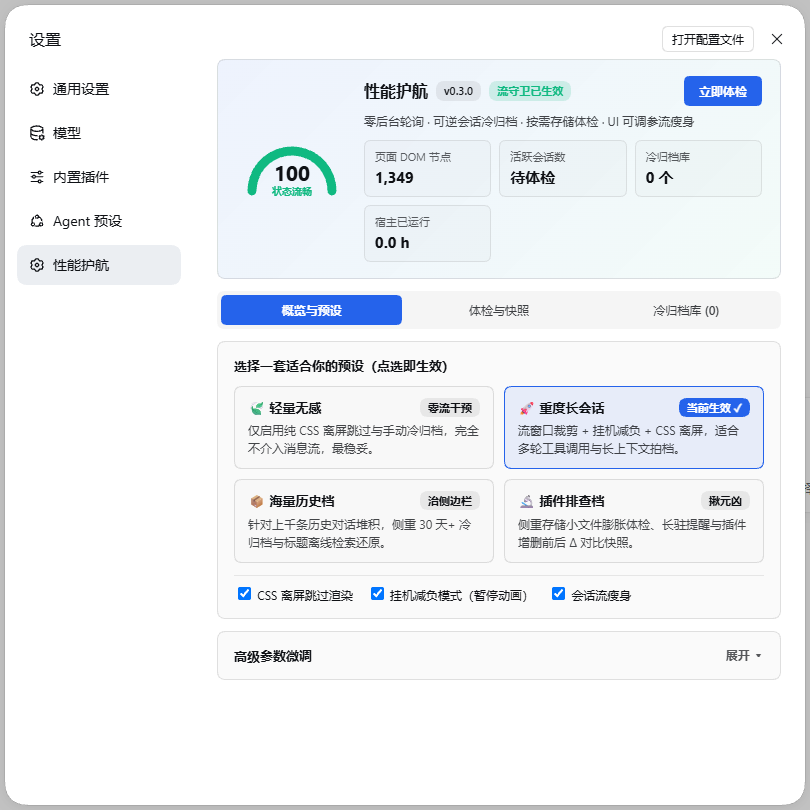 设置
打开配置文件
通用设置
模型
内置插件
Agent 预设
性能护航
性能护航 v0.3.0 流守卫已生效
立即体检
零后台轮询 · 可逆会话冷归档 · 按需存储体检 · UI 可调参流瘦身
100
状态流畅
页面 DOM 节点
1,349
活跃会话数
待体检
冷归档库
0 个
宿主已运行
0.0 h
概览与预设 体检与快照 冷归档库 (0)
选择一套适合你的预设（点选即生效）
轻量无感 零流干预
仅启用纯 CSS 离屏跳过与手动冷归档，完全
不介入消息流，最稳妥。
重度长会话 当前生效 ✓
流窗口裁剪 + 挂机减负 + CSS 离屏，适合
多轮工具调用与长上下文拍档。
海量历史档 治侧边栏
针对上千条历史对话堆积，侧重 30 天+ 冷
归档与标题离线检索还原。
插件排查档 揪元凶
侧重存储小文件膨胀体检、长驻提醒与插件
增删前后 Δ 对比快照。
CSS 离屏跳过渲染 挂机减负模式（暂停动画） 会话流瘦身
高级参数微调 展开